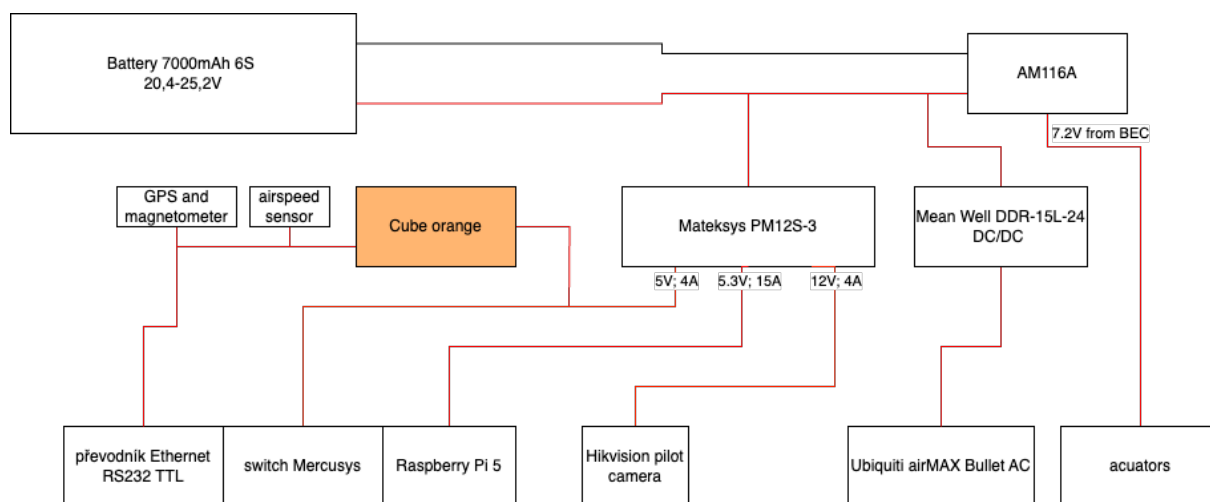 Battery 7000mAh 6S
20,4-25,2V
AM116A
7.2V from BEC
GPS and
magnetometer
airspeed
sensor
Cube orange
Mateksys PM12S-3
Mean Well DDR-15L-24
DC/DC
5V; 4A
5.3V; 15A
12V; 4A
převodník Ethernet
RS232 TTL
switch Mercusys
Raspberry Pi 5
Hikvision pilot
camera
Ubiquiti airMAX Bullet AC
acuators